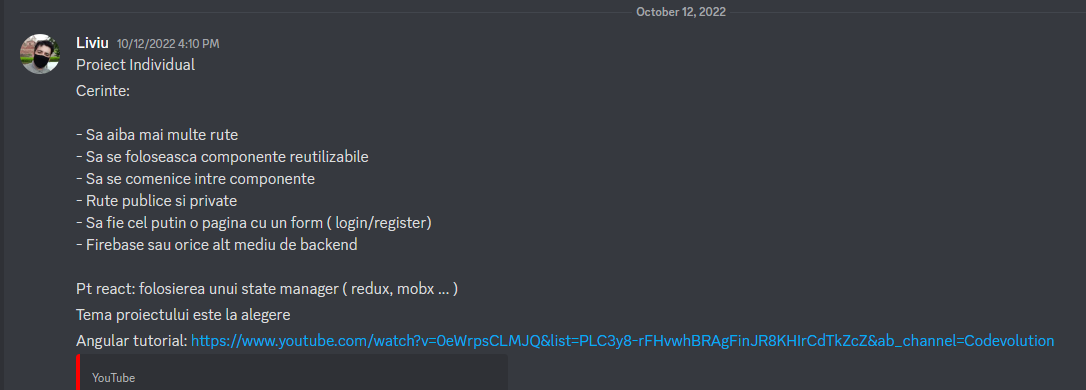 October 12, 2022
Liviu 10/12/2022 4:10 PM
Proiect Individual
Cerinte:
- Sa aiba mai multe rute
- Sa se foloseasca componente reutilizabile
- Sa se comenice intre componente
- Rute publice si private
- Sa fie cel putin o pagina cu un form ( login/register)
- Firebase sau orice alt mediu de backend
Pt react: folosierea unui state manager ( redux, mobx ... )
Tema proiectului este la alegere
Angular tutorial: https://www.youtube.com/watch?v=0eWrpsCLMJQ&list=PLC3y8-rFHvwhBRAgFinJR8KHIrCdTkZcZ&ab_channel=Codevolution
YouTube